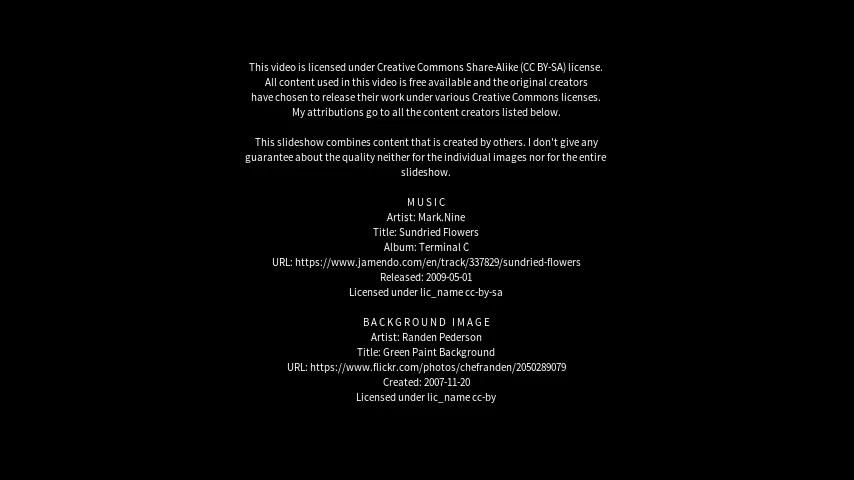 This video is licensed under Creative Commons Share-Alike (CC BY-SA) license.
All content used in this video is free available and the original creators
have chosen to release their work under various Creative Commons licenses.
My attributions go to all the content creators listed below.
This slideshow combines content that is created by others. I don't give any
guarantee about the quality neither for the individual images nor for the entire
slideshow.
M U S I C
Artist: Mark.Nine
Title: Sundried Flowers
Album: Terminal C
URL: https://www.jamendo.com/en/track/337829/sundried-flowers
Released: 2009-05-01
Licensed under lic_name cc-by-sa
B A C K G R O U N D   I M A G E
Artist: Randen Pederson
Title: Green Paint Background
URL: https://www.flickr.com/photos/chefranden/2050289079
Created: 2007-11-20
Licensed under lic_name cc-by